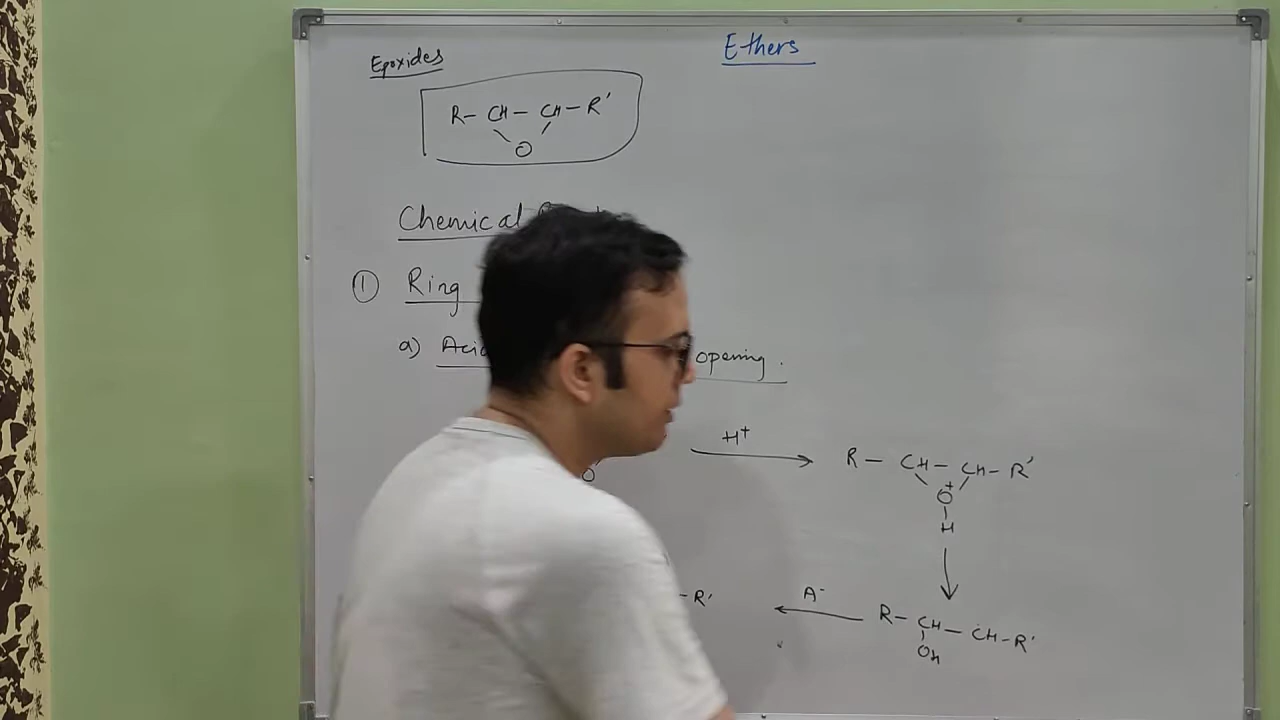 Ethers
Epoxides
R- CH - CH - R'
O
Chemical
① Ring
a) Acid opening.
H⁺
R - CH - CH - R'
O⁺
H
O
-R'
A⁻
R- CH - CH-R'
OH